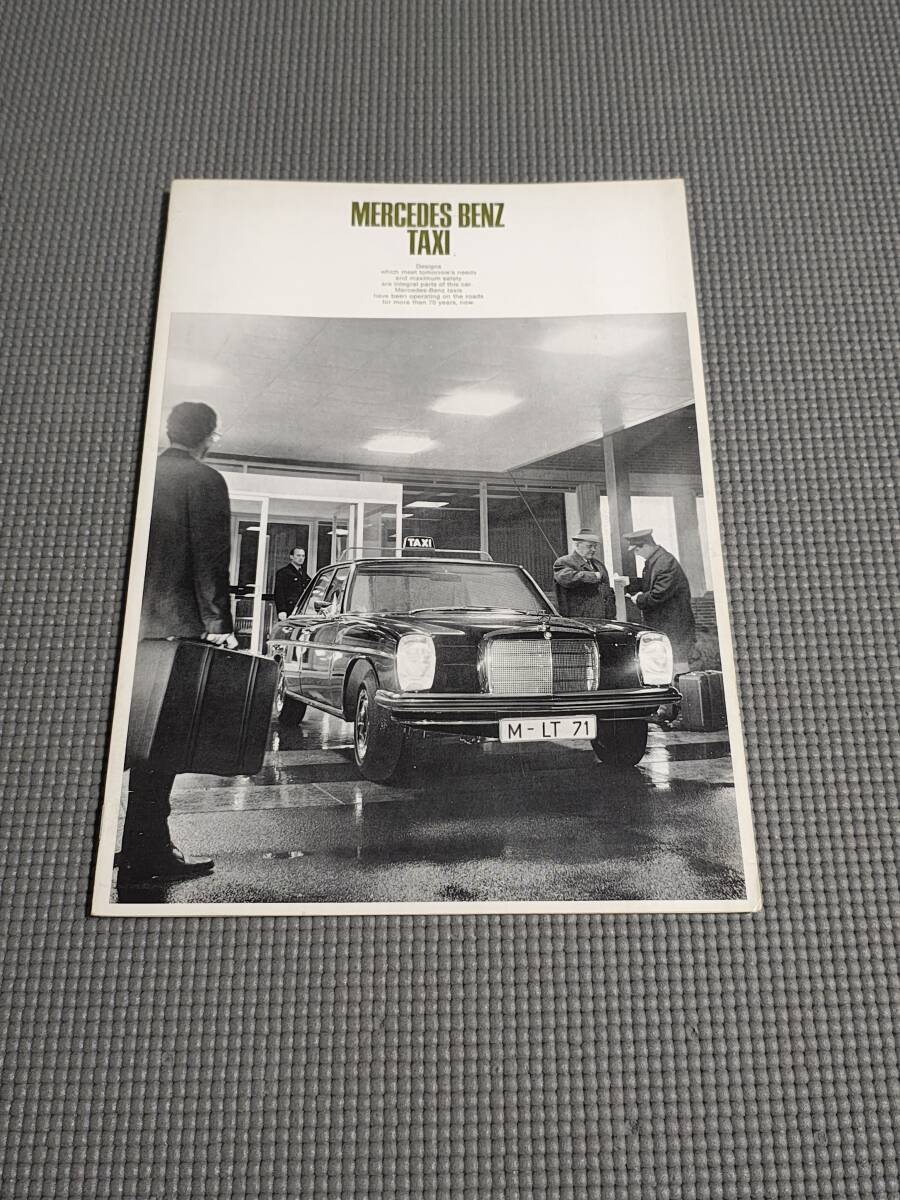 MERCEDES BENZ
TAXI
Designs
which meet tomorrow's needs
and maximum safety
are integral parts of this car.
Mercedes-Benz taxis
have been operating on the roads
for more than 70 years, now.
TAXI
M-LT 71